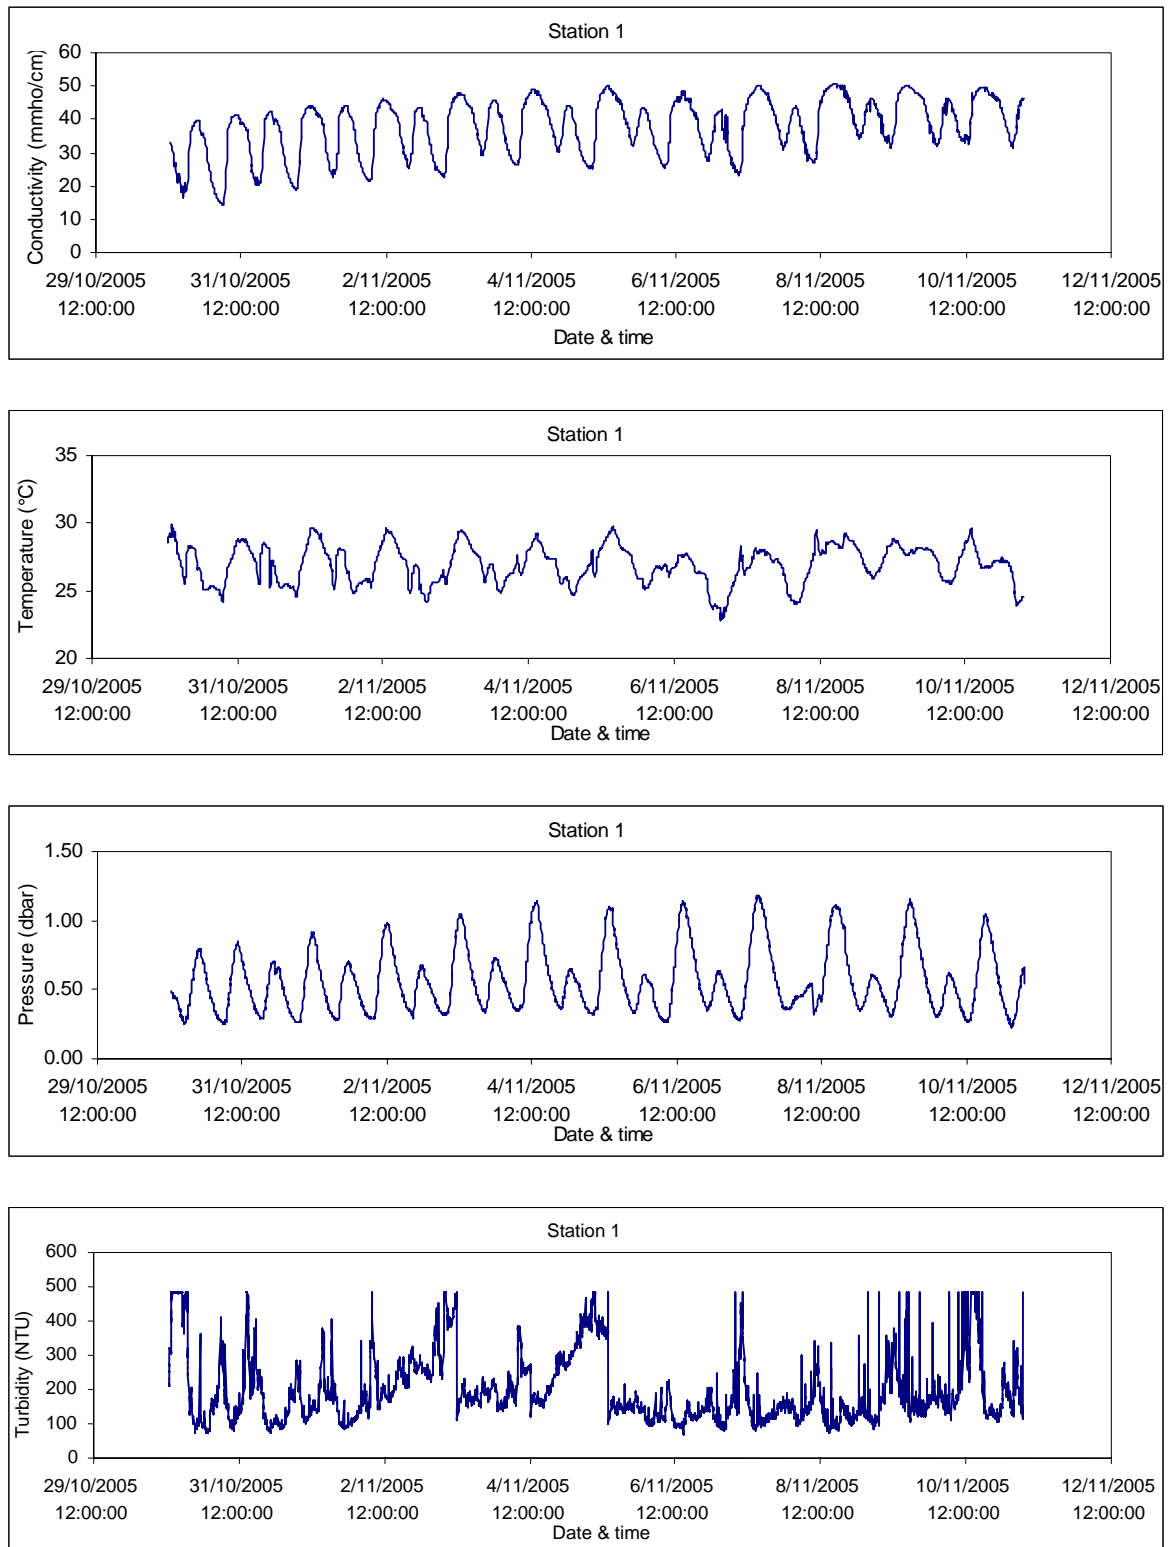 Station 1
Conductivity (mmho/cm)
60
50
40
30
20
10
0
29/10/2005 31/10/2005 2/11/2005 4/11/2005 6/11/2005 8/11/2005 10/11/2005 12/11/2005
12:00:00 12:00:00 12:00:00 12:00:00 12:00:00 12:00:00 12:00:00 12:00:00
Date & time
Station 1
Temperature (°C)
35
30
25
20
29/10/2005 31/10/2005 2/11/2005 4/11/2005 6/11/2005 8/11/2005 10/11/2005 12/11/2005
12:00:00 12:00:00 12:00:00 12:00:00 12:00:00 12:00:00 12:00:00 12:00:00
Date & time
Station 1
Pressure (dbar)
1.50
1.00
0.50
0.00
29/10/2005 31/10/2005 2/11/2005 4/11/2005 6/11/2005 8/11/2005 10/11/2005 12/11/2005
12:00:00 12:00:00 12:00:00 12:00:00 12:00:00 12:00:00 12:00:00 12:00:00
Date & time
Station 1
Turbidity (NTU)
600
500
400
300
200
100
0
29/10/2005 31/10/2005 2/11/2005 4/11/2005 6/11/2005 8/11/2005 10/11/2005 12/11/2005
12:00:00 12:00:00 12:00:00 12:00:00 12:00:00 12:00:00 12:00:00 12:00:00
Date & time